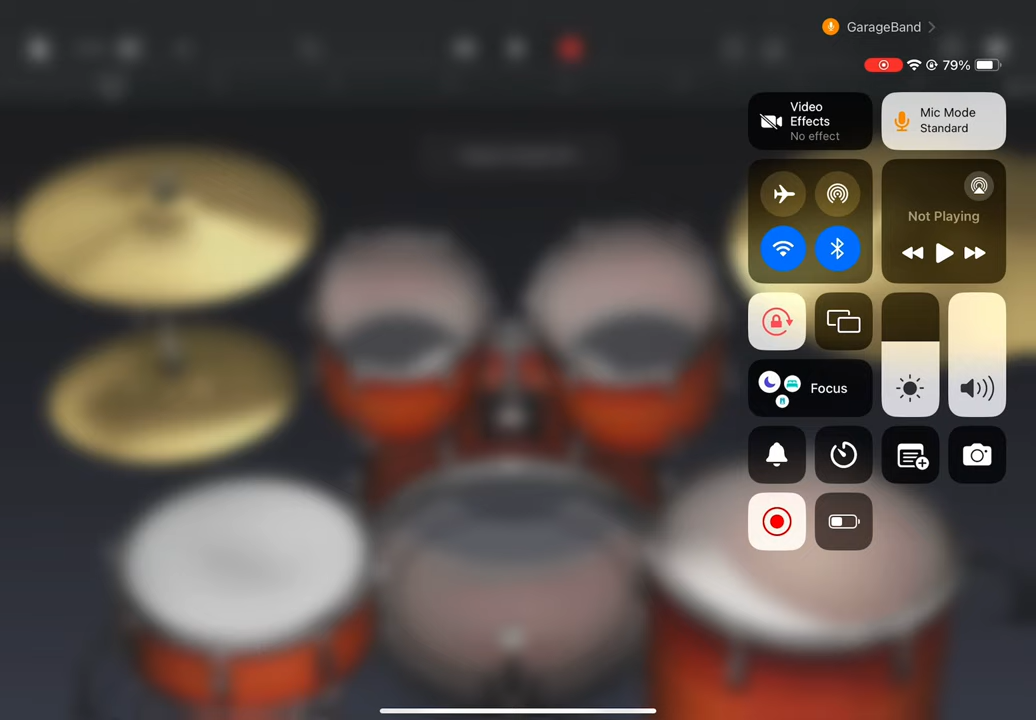 GarageBand
79%
Video
Effects
No effect
Mic Mode
Standard
Not Playing
Focus